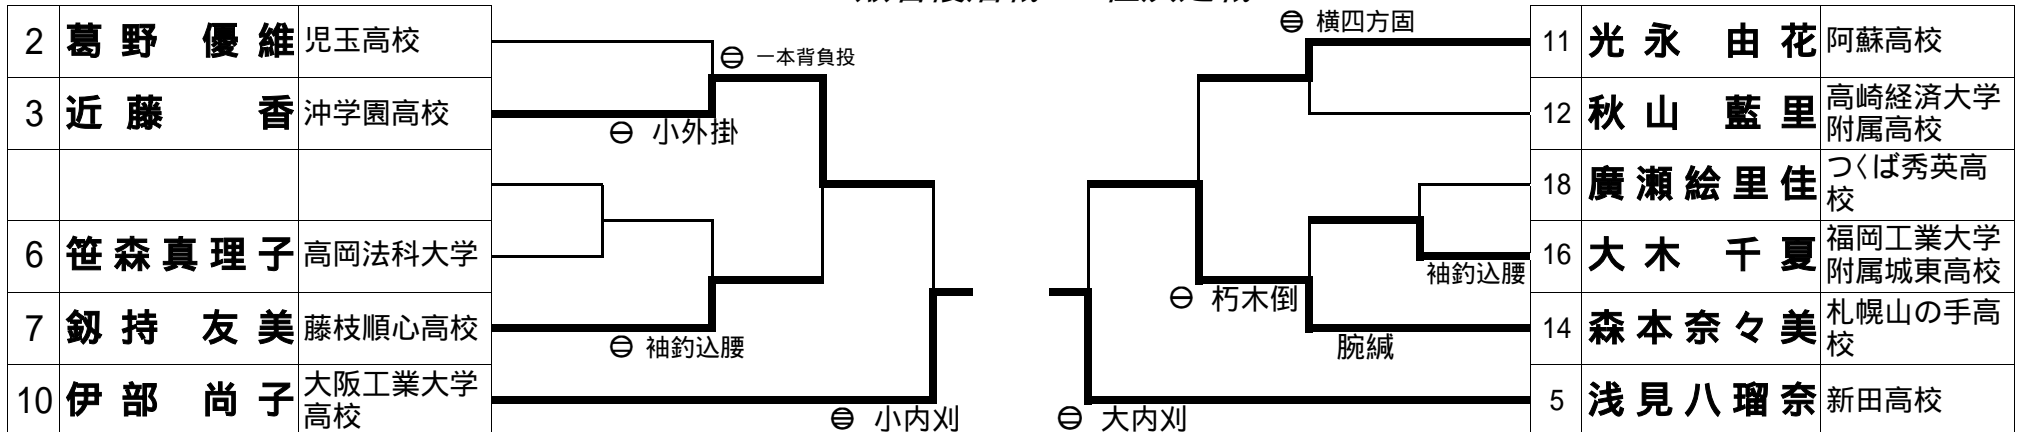 2 葛野 優維 児玉高校
3 近藤 香 沖学園高校
6 笹森真理子 高岡法科大学
7 釼持 友美 藤枝順心高校
10 伊部 尚子 大阪工業大学
高校
一本背負投
小外掛
袖釣込腰
小内刈
横四方固
朽木倒
袖釣込腰
腕緘
大内刈
11 光永 由花 阿蘇高校
12 秋山 藍里 高崎経済大学
附属高校
18 廣瀬絵里佳 つくば秀英高
校
16 大木 千夏 福岡工業大学
附属城東高校
14 森本奈々美 札幌山の手高
校
5 浅見八瑠奈 新田高校